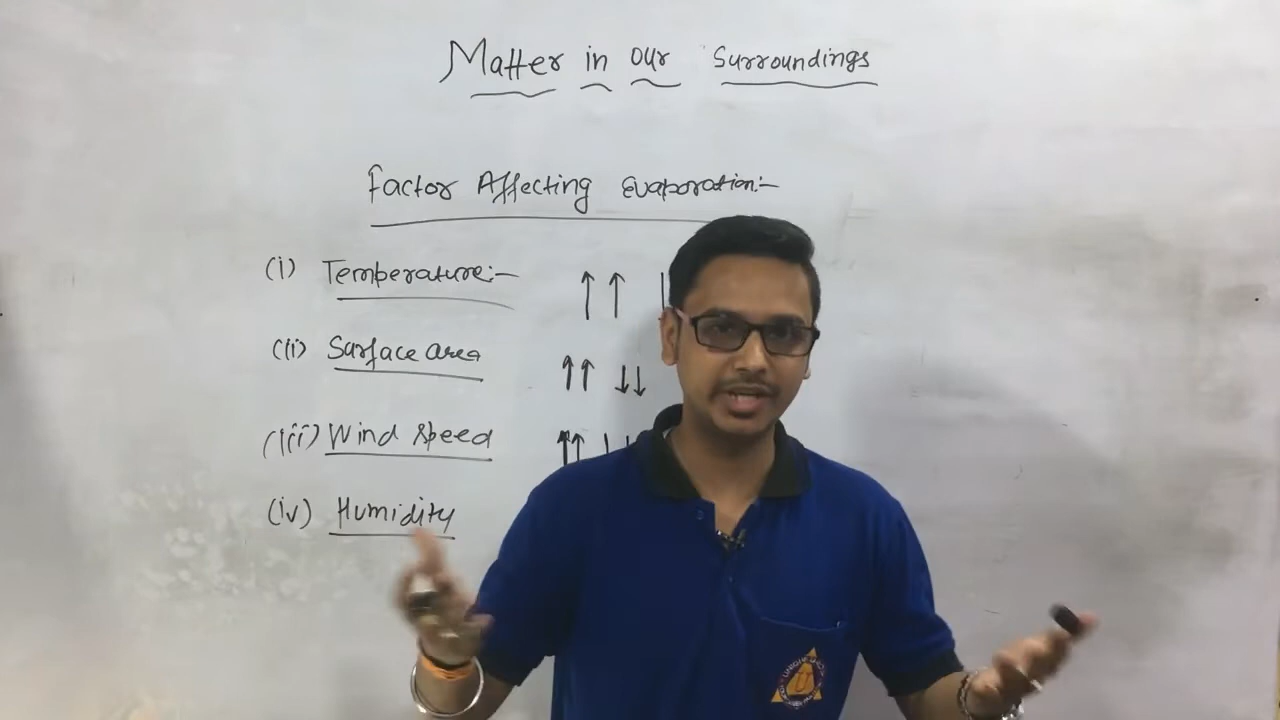 Matter in our Surroundings
Factor Affecting Evaporation:-
(i) Temperature:- ↑↑
(ii) Surface area ↑↑ ↓↓
(iii) Wind speed ↑↑
(iv) Humidity